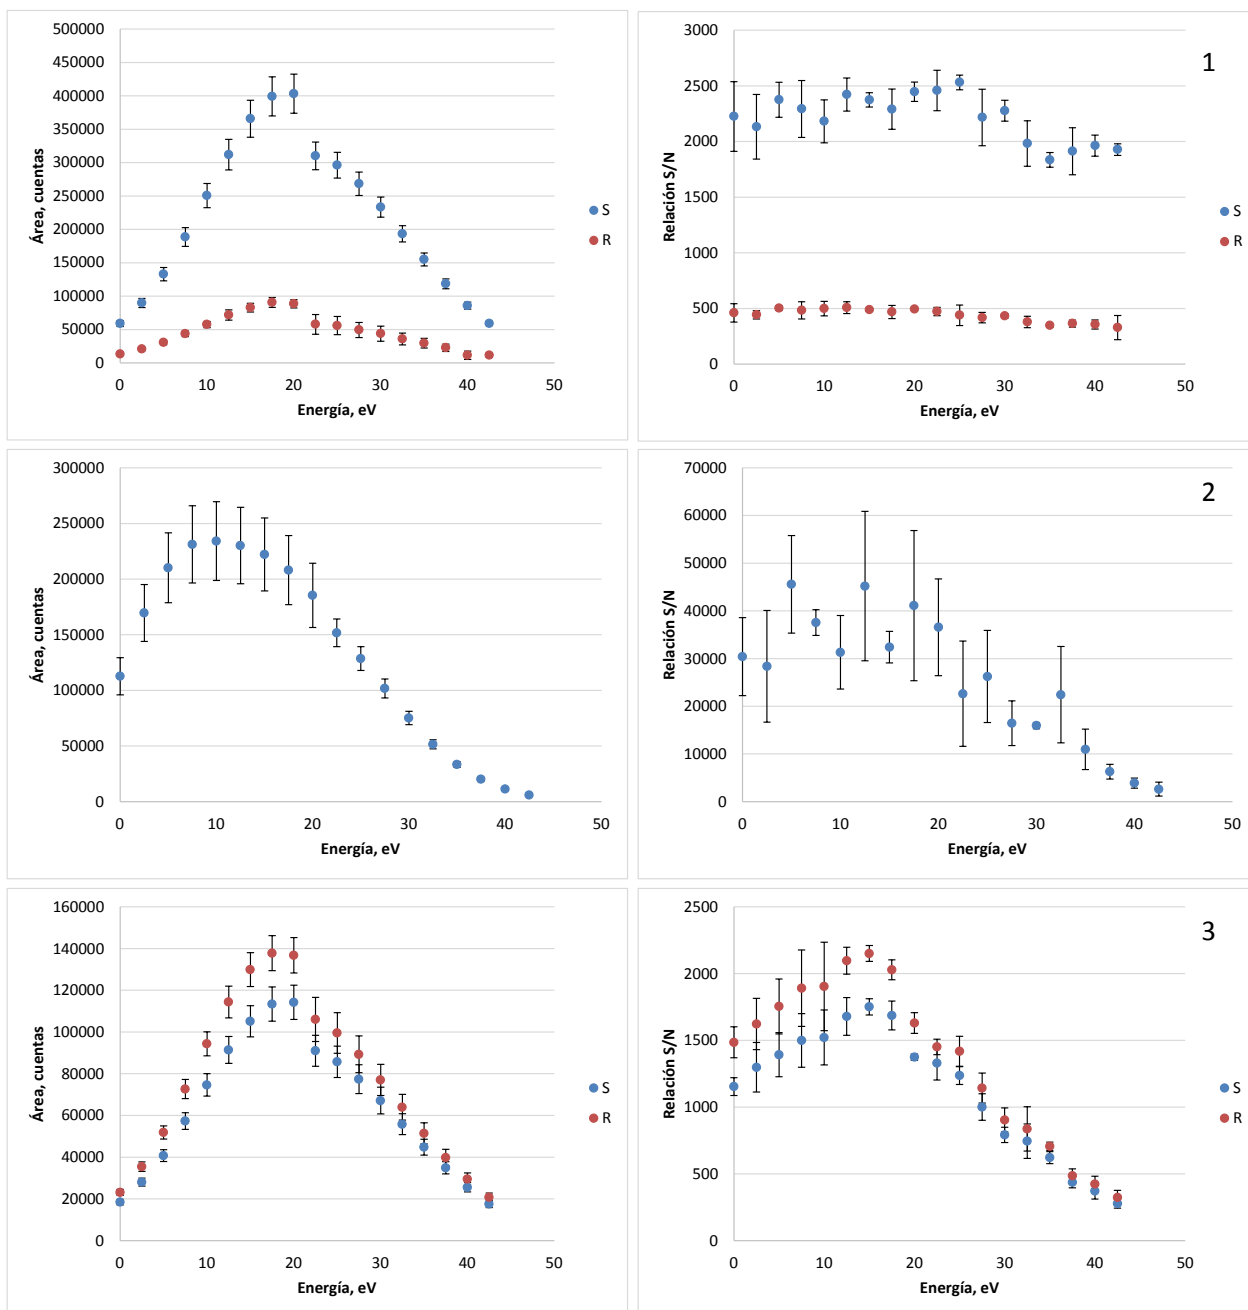 500000
450000
400000
350000
300000
250000
200000
150000
100000
50000
0
0 10 20 30 40 50
Área, cuentas
Energía, eV
S
R
1
3000
2500
2000
1500
1000
500
0
0 10 20 30 40 50
Relación S/N
Energía, eV
S
R
300000
250000
200000
150000
100000
50000
0
0 10 20 30 40 50
Área, cuentas
Energía, eV
2
70000
60000
50000
40000
30000
20000
10000
0
0 10 20 30 40 50
Relación S/N
Energía, eV
160000
140000
120000
100000
80000
60000
40000
20000
0
0 10 20 30 40 50
Área, cuentas
Energía, eV
S
R
3
2500
2000
1500
1000
500
0
0 10 20 30 40 50
Relación S/N
Energía, eV
S
R